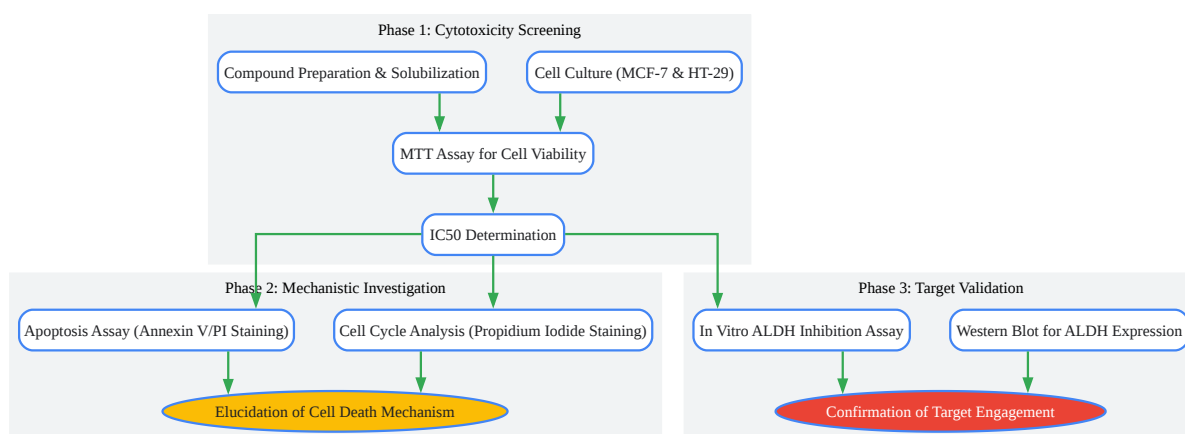 Phase 1: Cytotoxicity Screening
Compound Preparation & Solubilization
Cell Culture (MCF-7 & HT-29)
MTT Assay for Cell Viability
IC50 Determination
Phase 2: Mechanistic Investigation
Phase 3: Target Validation
Apoptosis Assay (Annexin V/PI Staining)
Cell Cycle Analysis (Propidium Iodide Staining)
In Vitro ALDH Inhibition Assay
Western Blot for ALDH Expression
Elucidation of Cell Death Mechanism
Confirmation of Target Engagement